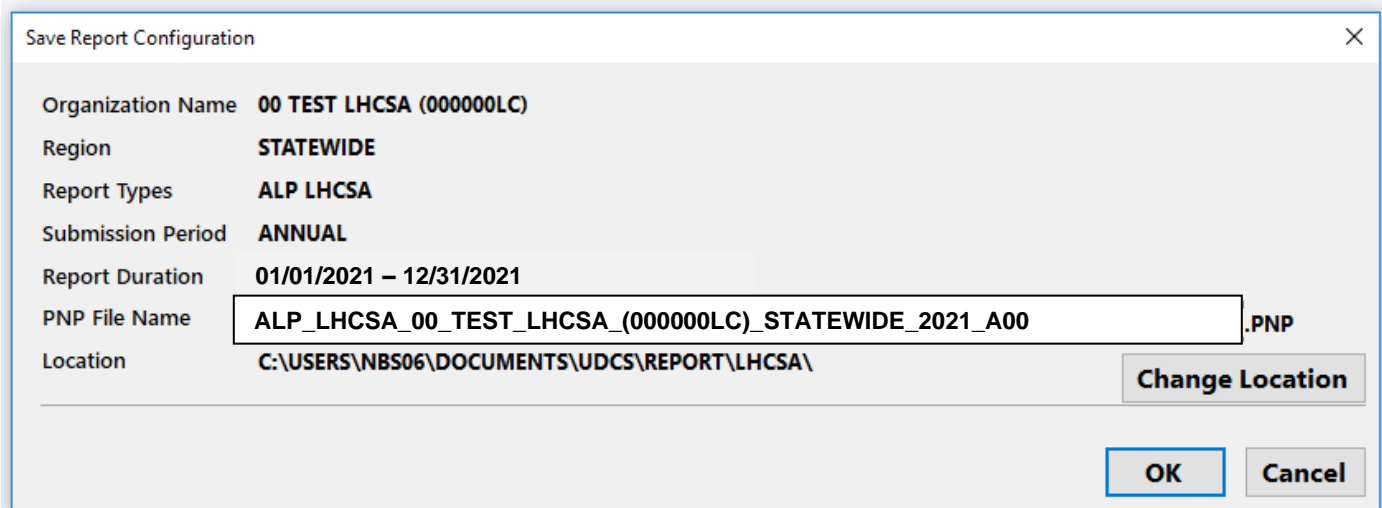 Save Report Configuration
Organization Name 00 TEST LHCSA (000000LC)
Region STATEWIDE
Report Types ALP LHCSA
Submission Period ANNUAL
Report Duration 01/01/2021 – 12/31/2021
PNP File Name ALP_LHCSA_00_TEST_LHCSA_(000000LC)_STATEWIDE_2021_A00 .PNP
Location C:\USERS\NBS06\DOCUMENTS\UDCS\REPORT\LHCSA\
Change Location
OK Cancel